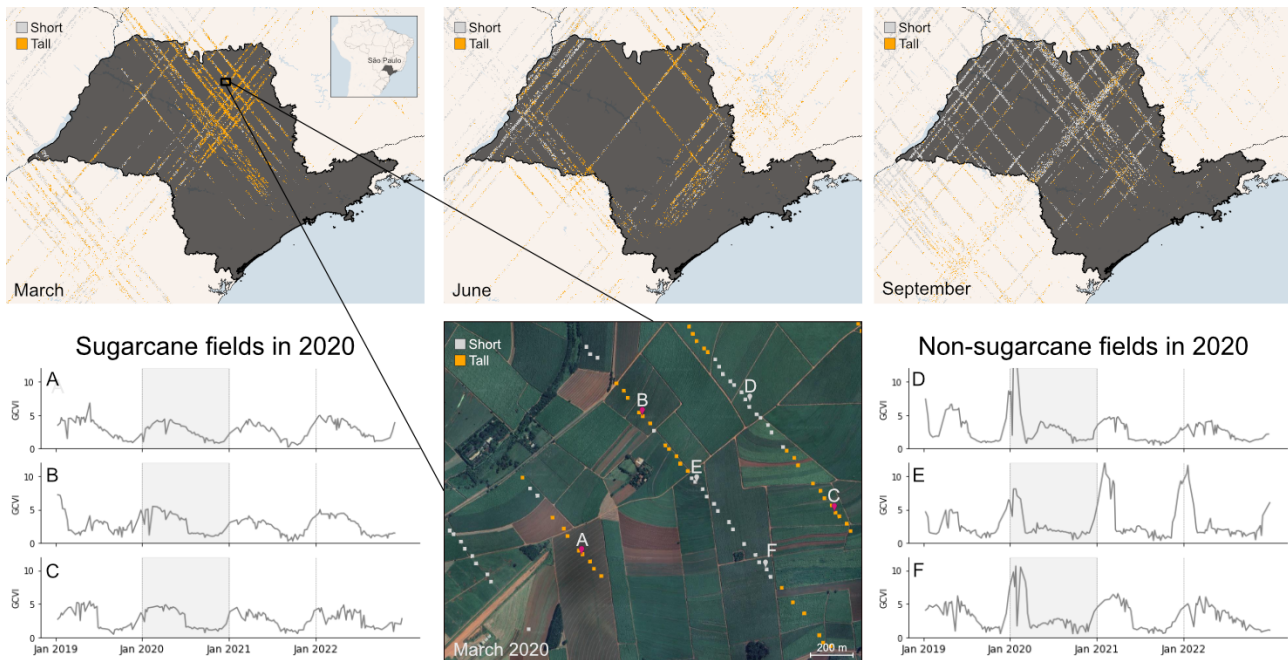 Short
Tall
São Paulo
March
Short
Tall
June
Short
Tall
September
Sugarcane fields in 2020
A
GCVI
10
5
0
B
GCVI
10
5
0
C
GCVI
10
5
0
Jan 2019
Jan 2020
Jan 2021
Jan 2022
Short
Tall
D
B
E
C
A
F
March 2020
200 m
Non-sugarcane fields in 2020
D
GCVI
10
5
0
E
GCVI
10
5
0
F
GCVI
10
5
0
Jan 2019
Jan 2020
Jan 2021
Jan 2022